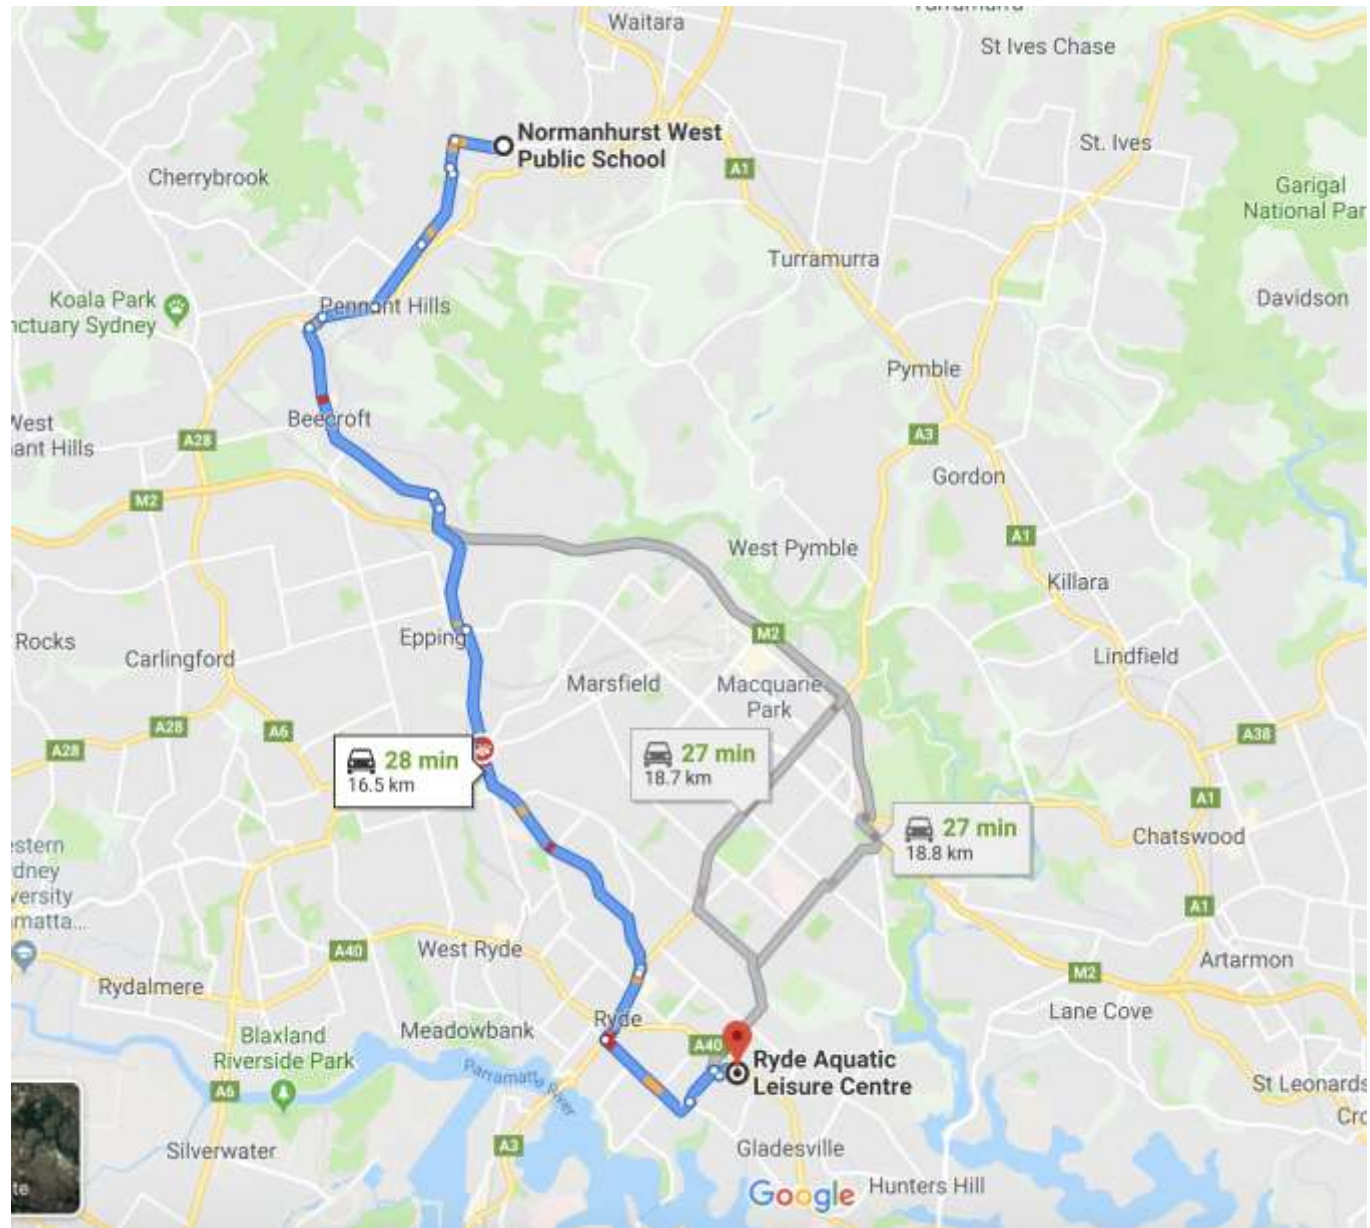 Waitara
St Ives Chase
Normanhurst West
Public School
St. Ives
Cherrybrook
A1
Garigal
National Par
Turramurra
Koala Park
nctuary Sydney
Pennant Hills
Davidson
Pymble
Beecroft
West
ant Hills
A28
A3
Gordon
M2
A1
West Pymble
Killara
Rocks
Epping
M2
Carlingford
Lindfield
Marsfield
Macquarie
Park
A28
A6
A28
A38
28 min
16.5 km
27 min
18.7 km
A1
27 min
18.8 km
Chatswood
estern
dney
versity
matta...
A1
West Ryde
A40
Artarmon
Rydalmere
M2
Lane Cove
Ryde
Meadowbank
Blaxland
Riverside Park
A40
Ryde Aquatic
Leisure Centre
Parramatta River
A6
St Leonards
Cro
A3
Silverwater
Gladesville
Google
Hunters Hill
te